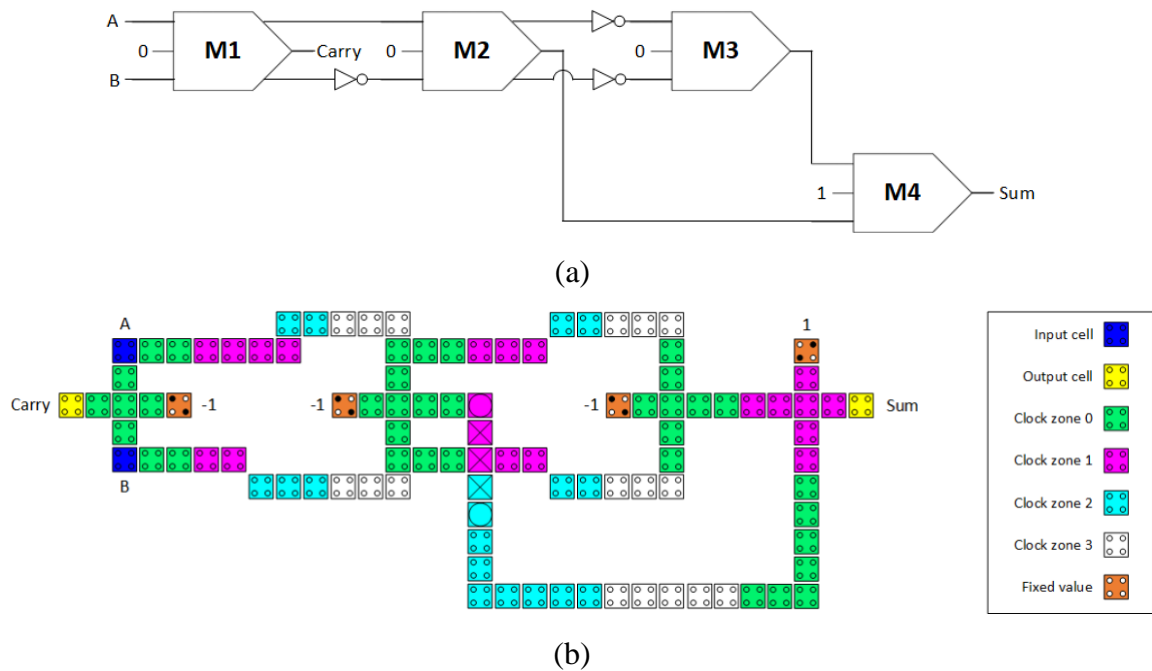 A
0
B
M1
Carry
0
M2
0
M3
1
M4
Sum
(a)
A
Carry
-1
B
-1
-1
1
Sum
Input cell
Output cell
Clock zone 0
Clock zone 1
Clock zone 2
Clock zone 3
Fixed value
(b)